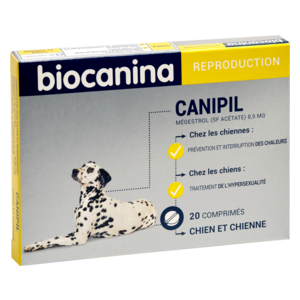 biocanina
REPRODUCTION
CANIPIL
MÉGESTROL (SF ACÉTATE) 8,9 MG
Chez les chiennes :
PRÉVENTION ET INTERRUPTION DES CHALEURS
Chez les chiens :
TRAITEMENT DE L'HYPERSEXUALITÉ
20 COMPRIMÉS
CHIEN ET CHIENNE
CANIPIL